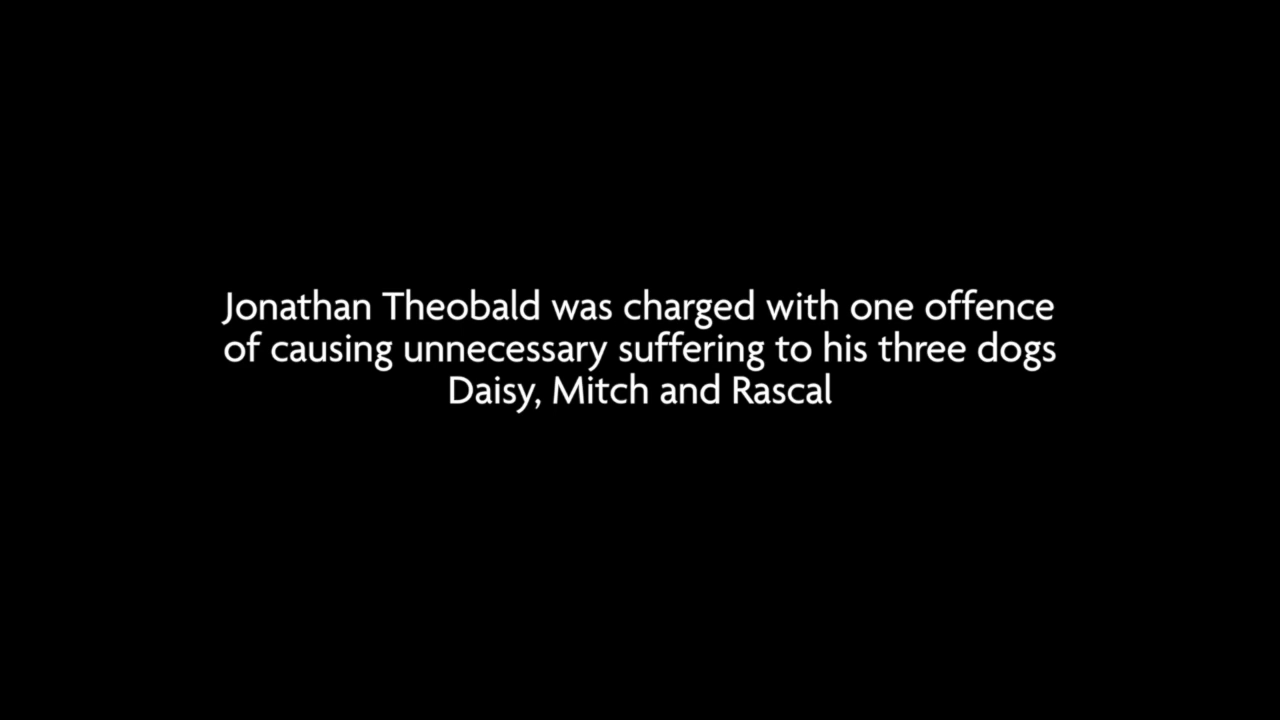 Jonathan Theobald was charged with one offence
of causing unnecessary suffering to his three dogs
Daisy, Mitch and Rascal